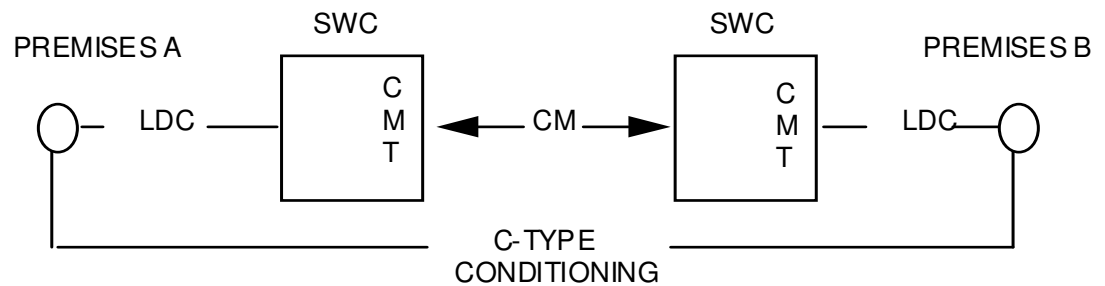 SWC SWC
PREMISES A PREMISES B
C
M
T
C
M
T
LDC CM LDC
C-TYPE
CONDITIONING